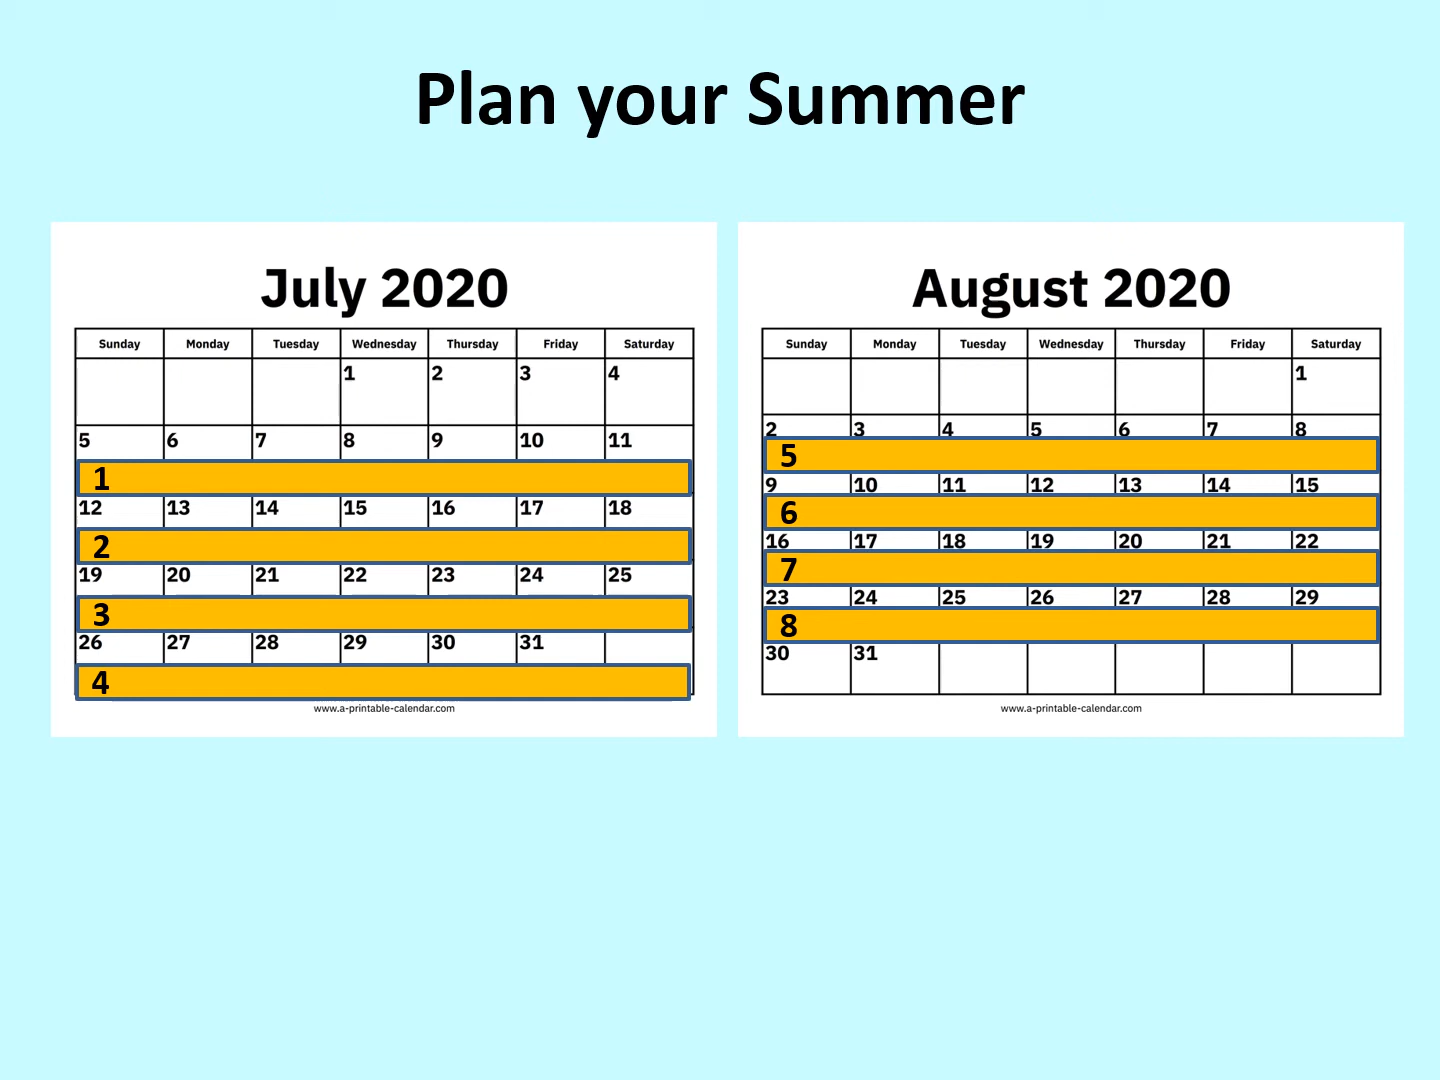 Plan your Summer
July 2020
Sunday Monday Tuesday Wednesday Thursday Friday Saturday
1 2 3 4
5 6 7 8 9 10 11
1
12 13 14 15 16 17 18
2
19 20 21 22 23 24 25
3
26 27 28 29 30 31
4
www.a-printable-calendar.com
August 2020
Sunday Monday Tuesday Wednesday Thursday Friday Saturday
1
2 3 4 5 6 7 8
5
9 10 11 12 13 14 15
6
16 17 18 19 20 21 22
7
23 24 25 26 27 28 29
8
30 31
www.a-printable-calendar.com